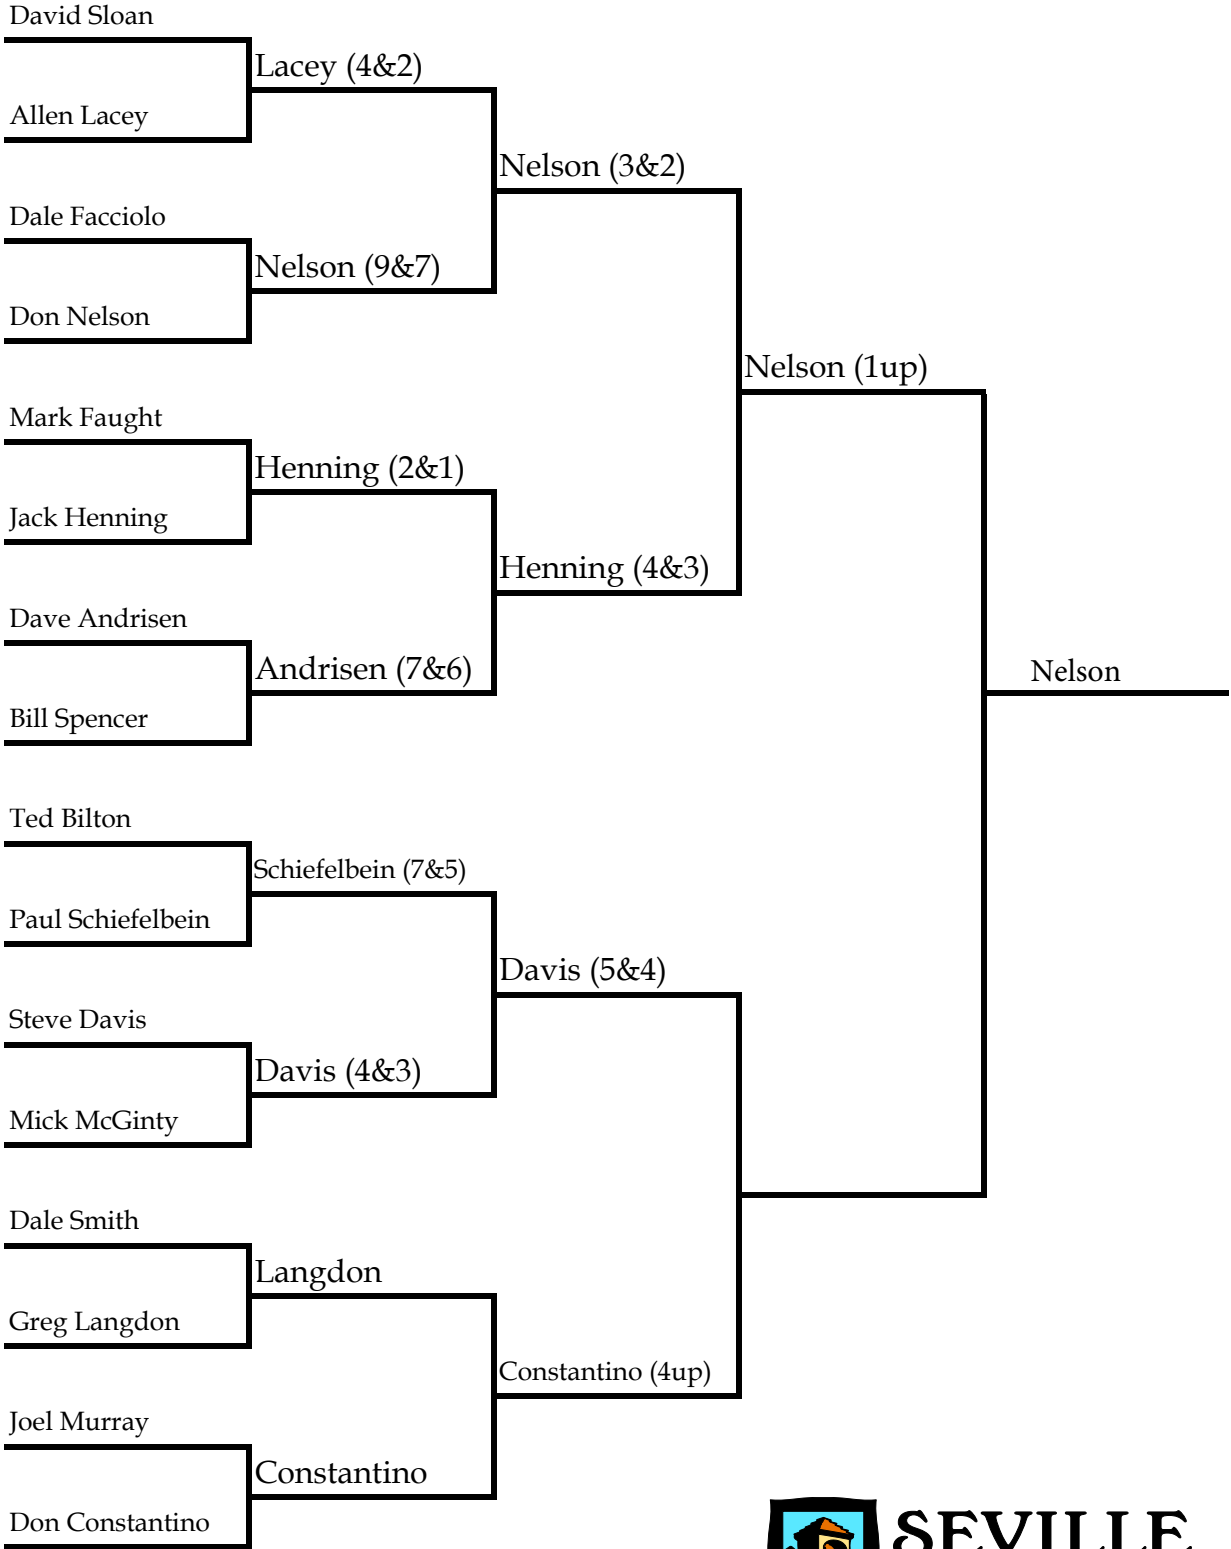 David Sloan
Lacey (4&2)
Allen Lacey
Nelson (3&2)
Dale Facciolo
Nelson (9&7)
Don Nelson
Nelson (1up)
Mark Faught
Henning (2&1)
Jack Henning
Henning (4&3)
Dave Andrisen
Andrisen (7&6)
Nelson
Bill Spencer
Ted Bilton
Schiefelbein (7&5)
Paul Schiefelbein
Davis (5&4)
Steve Davis
Davis (4&3)
Mick McGinty
Dale Smith
Langdon
Greg Langdon
Constantino (4up)
Joel Murray
Constantino
Don Constantino
SEVILLE